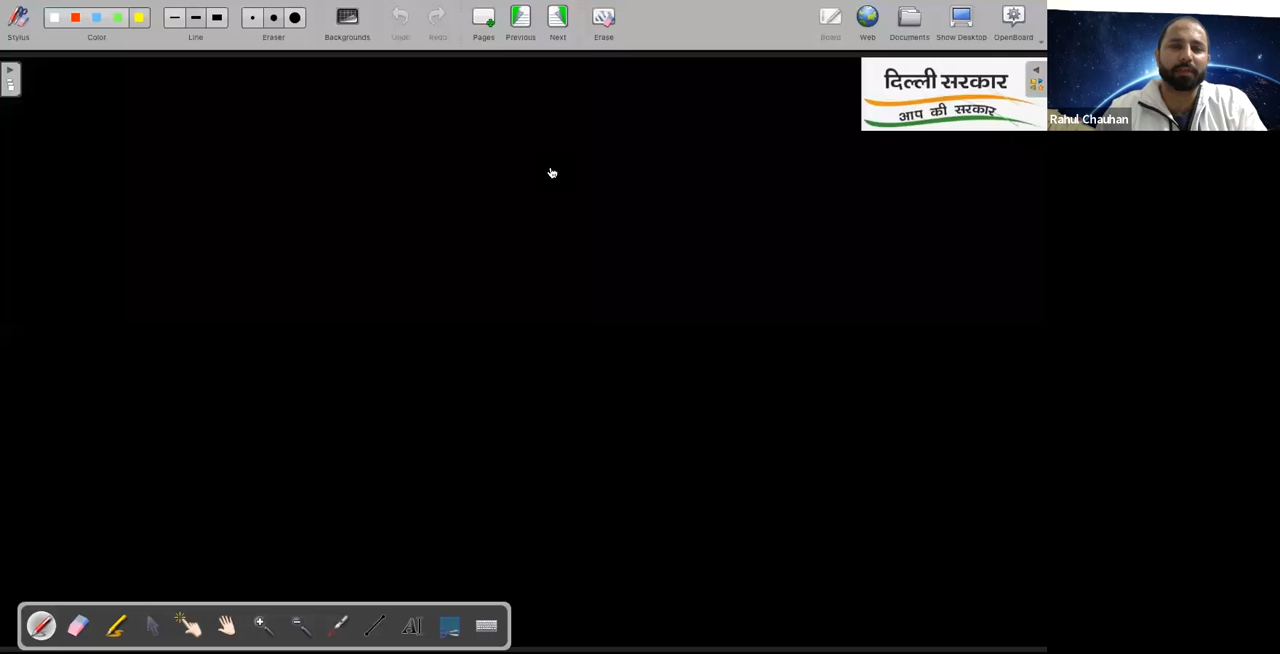 Stylus
Color
Line
Eraser
Backgrounds
Undo
Redo
Pages
Previous
Next
Erase
Board
Web
Documents
Show Desktop
OpenBoard
दिल्ली सरकार
आप की सरकार
Rahul Chauhan
AI